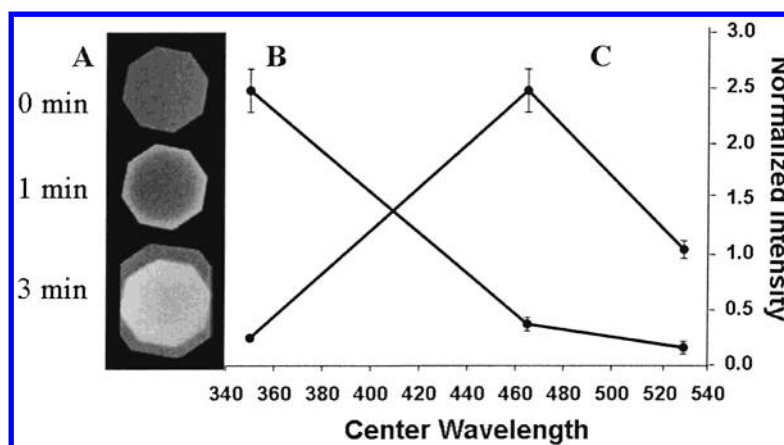 A
B
C
0 min
1 min
3 min
3.0
2.5
2.0
1.5
1.0
0.5
0.0
Normalized Intensity
340 360 380 400 420 440 460 480 500 520 540
Center Wavelength